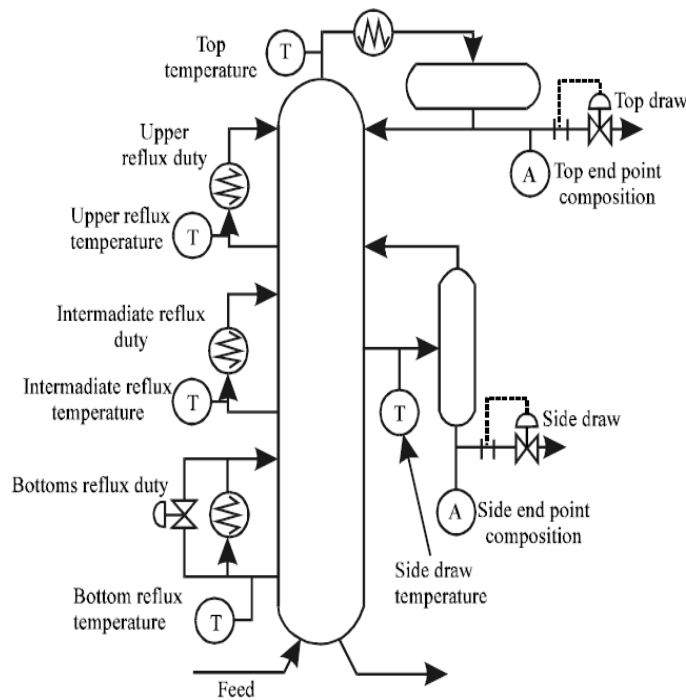 Top
temperature
T
Top draw
Upper
reflux duty
A
Top end point
composition
Upper reflux
temperature
T
Intermadiate reflux
duty
Intermadiate reflux
temperature
T
T
Side draw
Bottoms reflux duty
A
Side end point
composition
Side draw
temperature
Bottom reflux
temperature
T
Feed